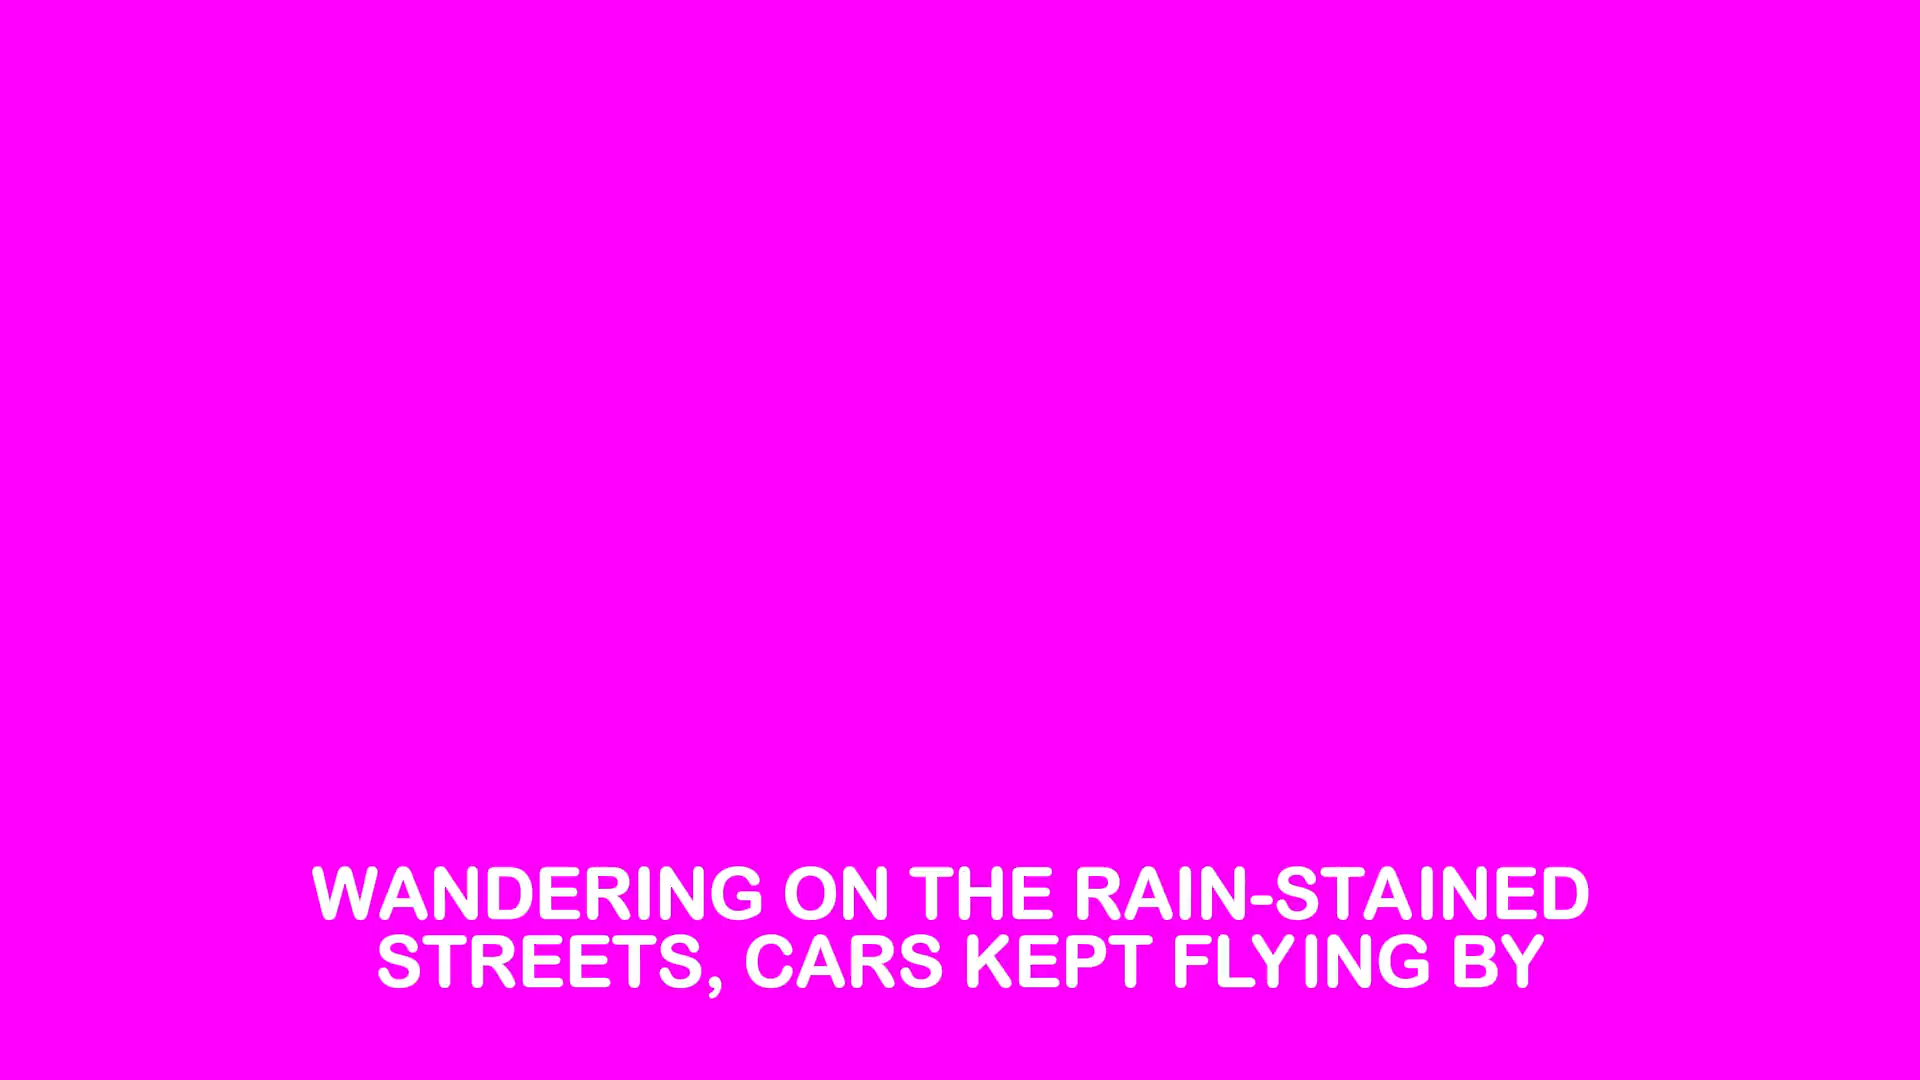 WANDERING ON THE RAIN-STAINED
STREETS, CARS KEPT FLYING BY